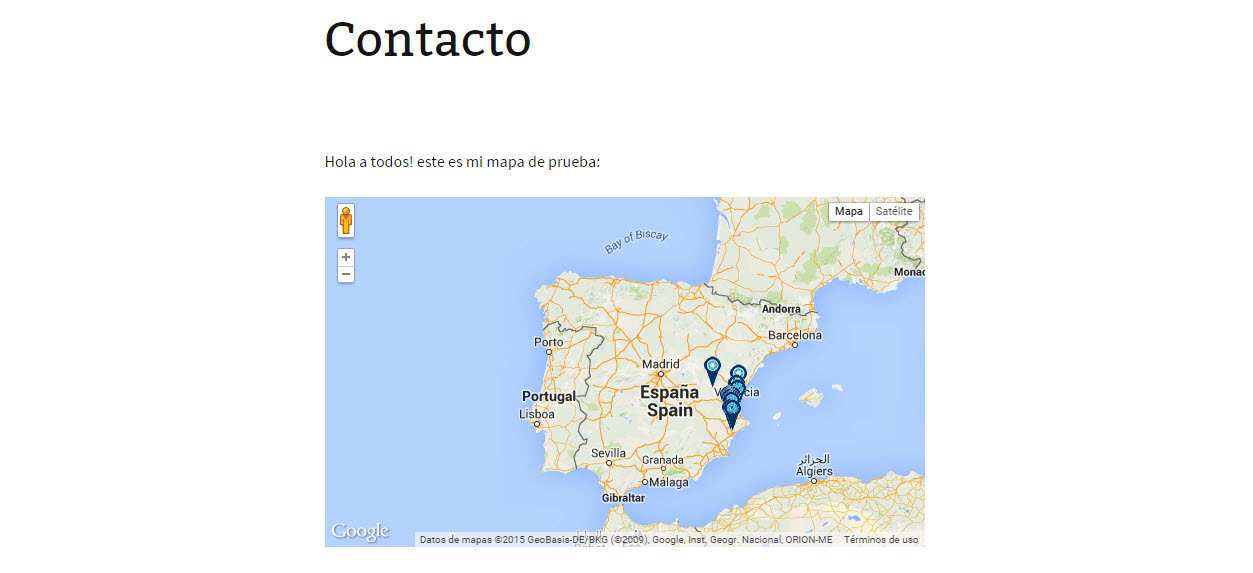 Contacto
Hola a todos! este es mi mapa de prueba:
Mapa Satélite
Bay of Biscay
Monac
Andorra
Barcelona
Porto
Madrid
España
Spain
Portugal
Lisboa
Sevilla
Granada
Málaga
Gibraltar
الجزائر
Algiers
Google
Datos de mapas ©2015 GeoBasis-DE/BKG (©2009), Google, Inst. Geogr. Nacional, ORION-ME
Términos de uso